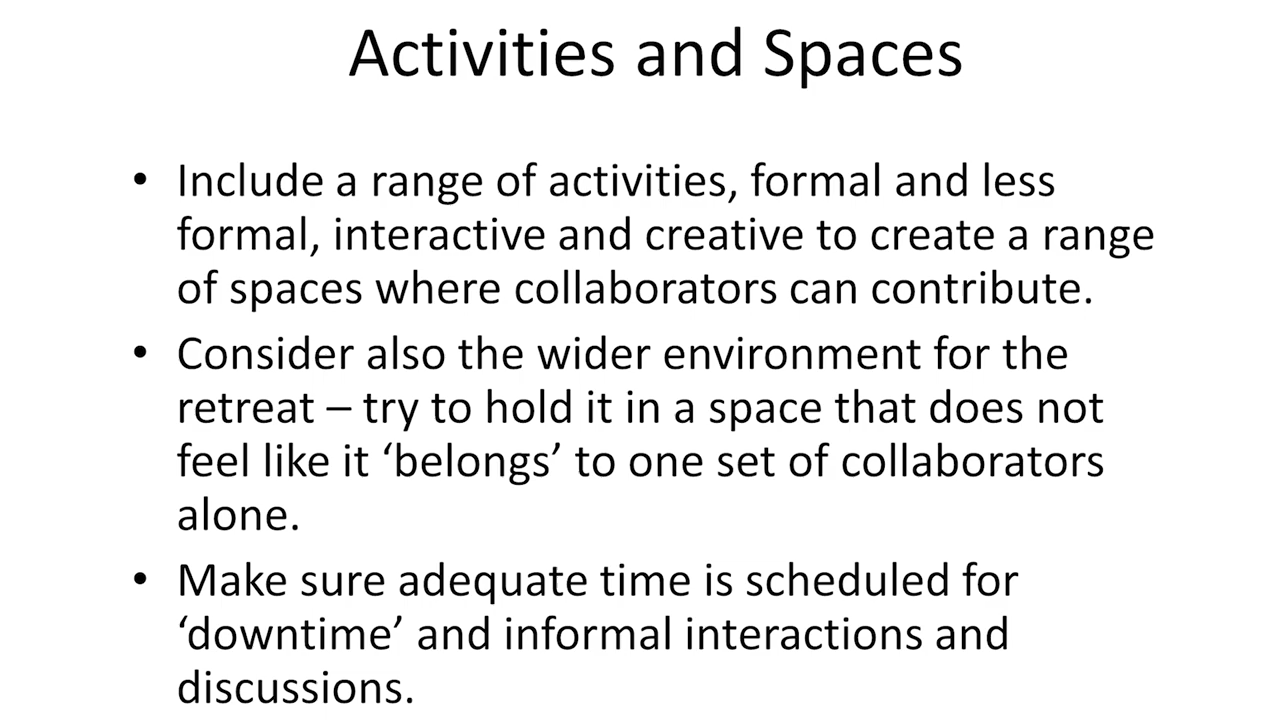 Activities and Spaces
• Include a range of activities, formal and less
formal, interactive and creative to create a range
of spaces where collaborators can contribute.
• Consider also the wider environment for the
retreat – try to hold it in a space that does not
feel like it ‘belongs’ to one set of collaborators
alone.
• Make sure adequate time is scheduled for
‘downtime’ and informal interactions and
discussions.